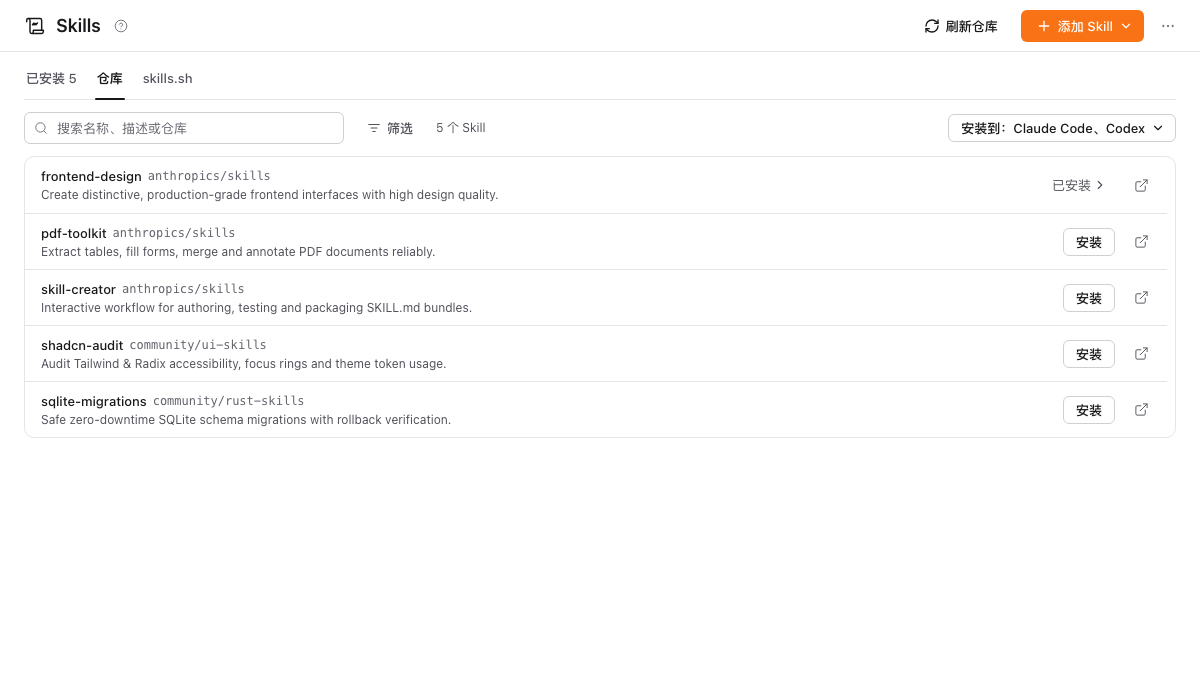 Skills
刷新仓库
添加 Skill
已安装 5 仓库 skills.sh
搜索名称、描述或仓库
筛选
5 个 Skill
安装到：Claude Code、Codex
frontend-design anthropics/skills
Create distinctive, production-grade frontend interfaces with high design quality.
已安装
pdf-toolkit anthropics/skills
Extract tables, fill forms, merge and annotate PDF documents reliably.
安装
skill-creator anthropics/skills
Interactive workflow for authoring, testing and packaging SKILL.md bundles.
安装
shadcn-audit community/ui-skills
Audit Tailwind & Radix accessibility, focus rings and theme token usage.
安装
sqlite-migrations community/rust-skills
Safe zero-downtime SQLite schema migrations with rollback verification.
安装